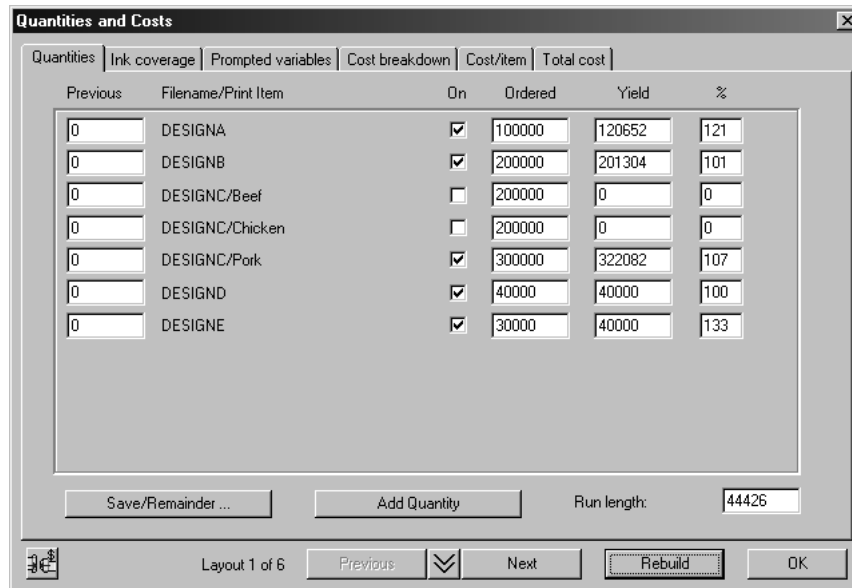 Quantities and Costs
Quantities Ink coverage Prompted variables Cost breakdown Cost/item Total cost
Previous Filename/Print Item On Ordered Yield %
0 DESIGNA 100000 120652 121
0 DESIGNB 200000 201304 101
0 DESIGNC/Beef 200000 0 0
0 DESIGNC/Chicken 200000 0 0
0 DESIGNC/Pork 300000 322082 107
0 DESIGND 40000 40000 100
0 DESIGNE 30000 40000 133
Save/Remainder ... Add Quantity Run length: 44426
Layout 1 of 6 Previous Next Rebuild OK